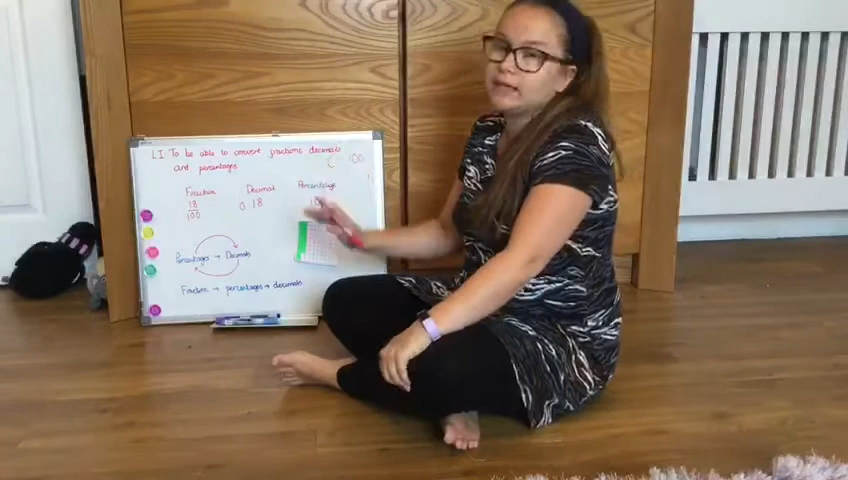 LI To be able to convert fractions decimals
and percentages
Fraction Decimal Percentage
18 0.18
100
Percentages → Decimals
Fraction → percentages → decimals